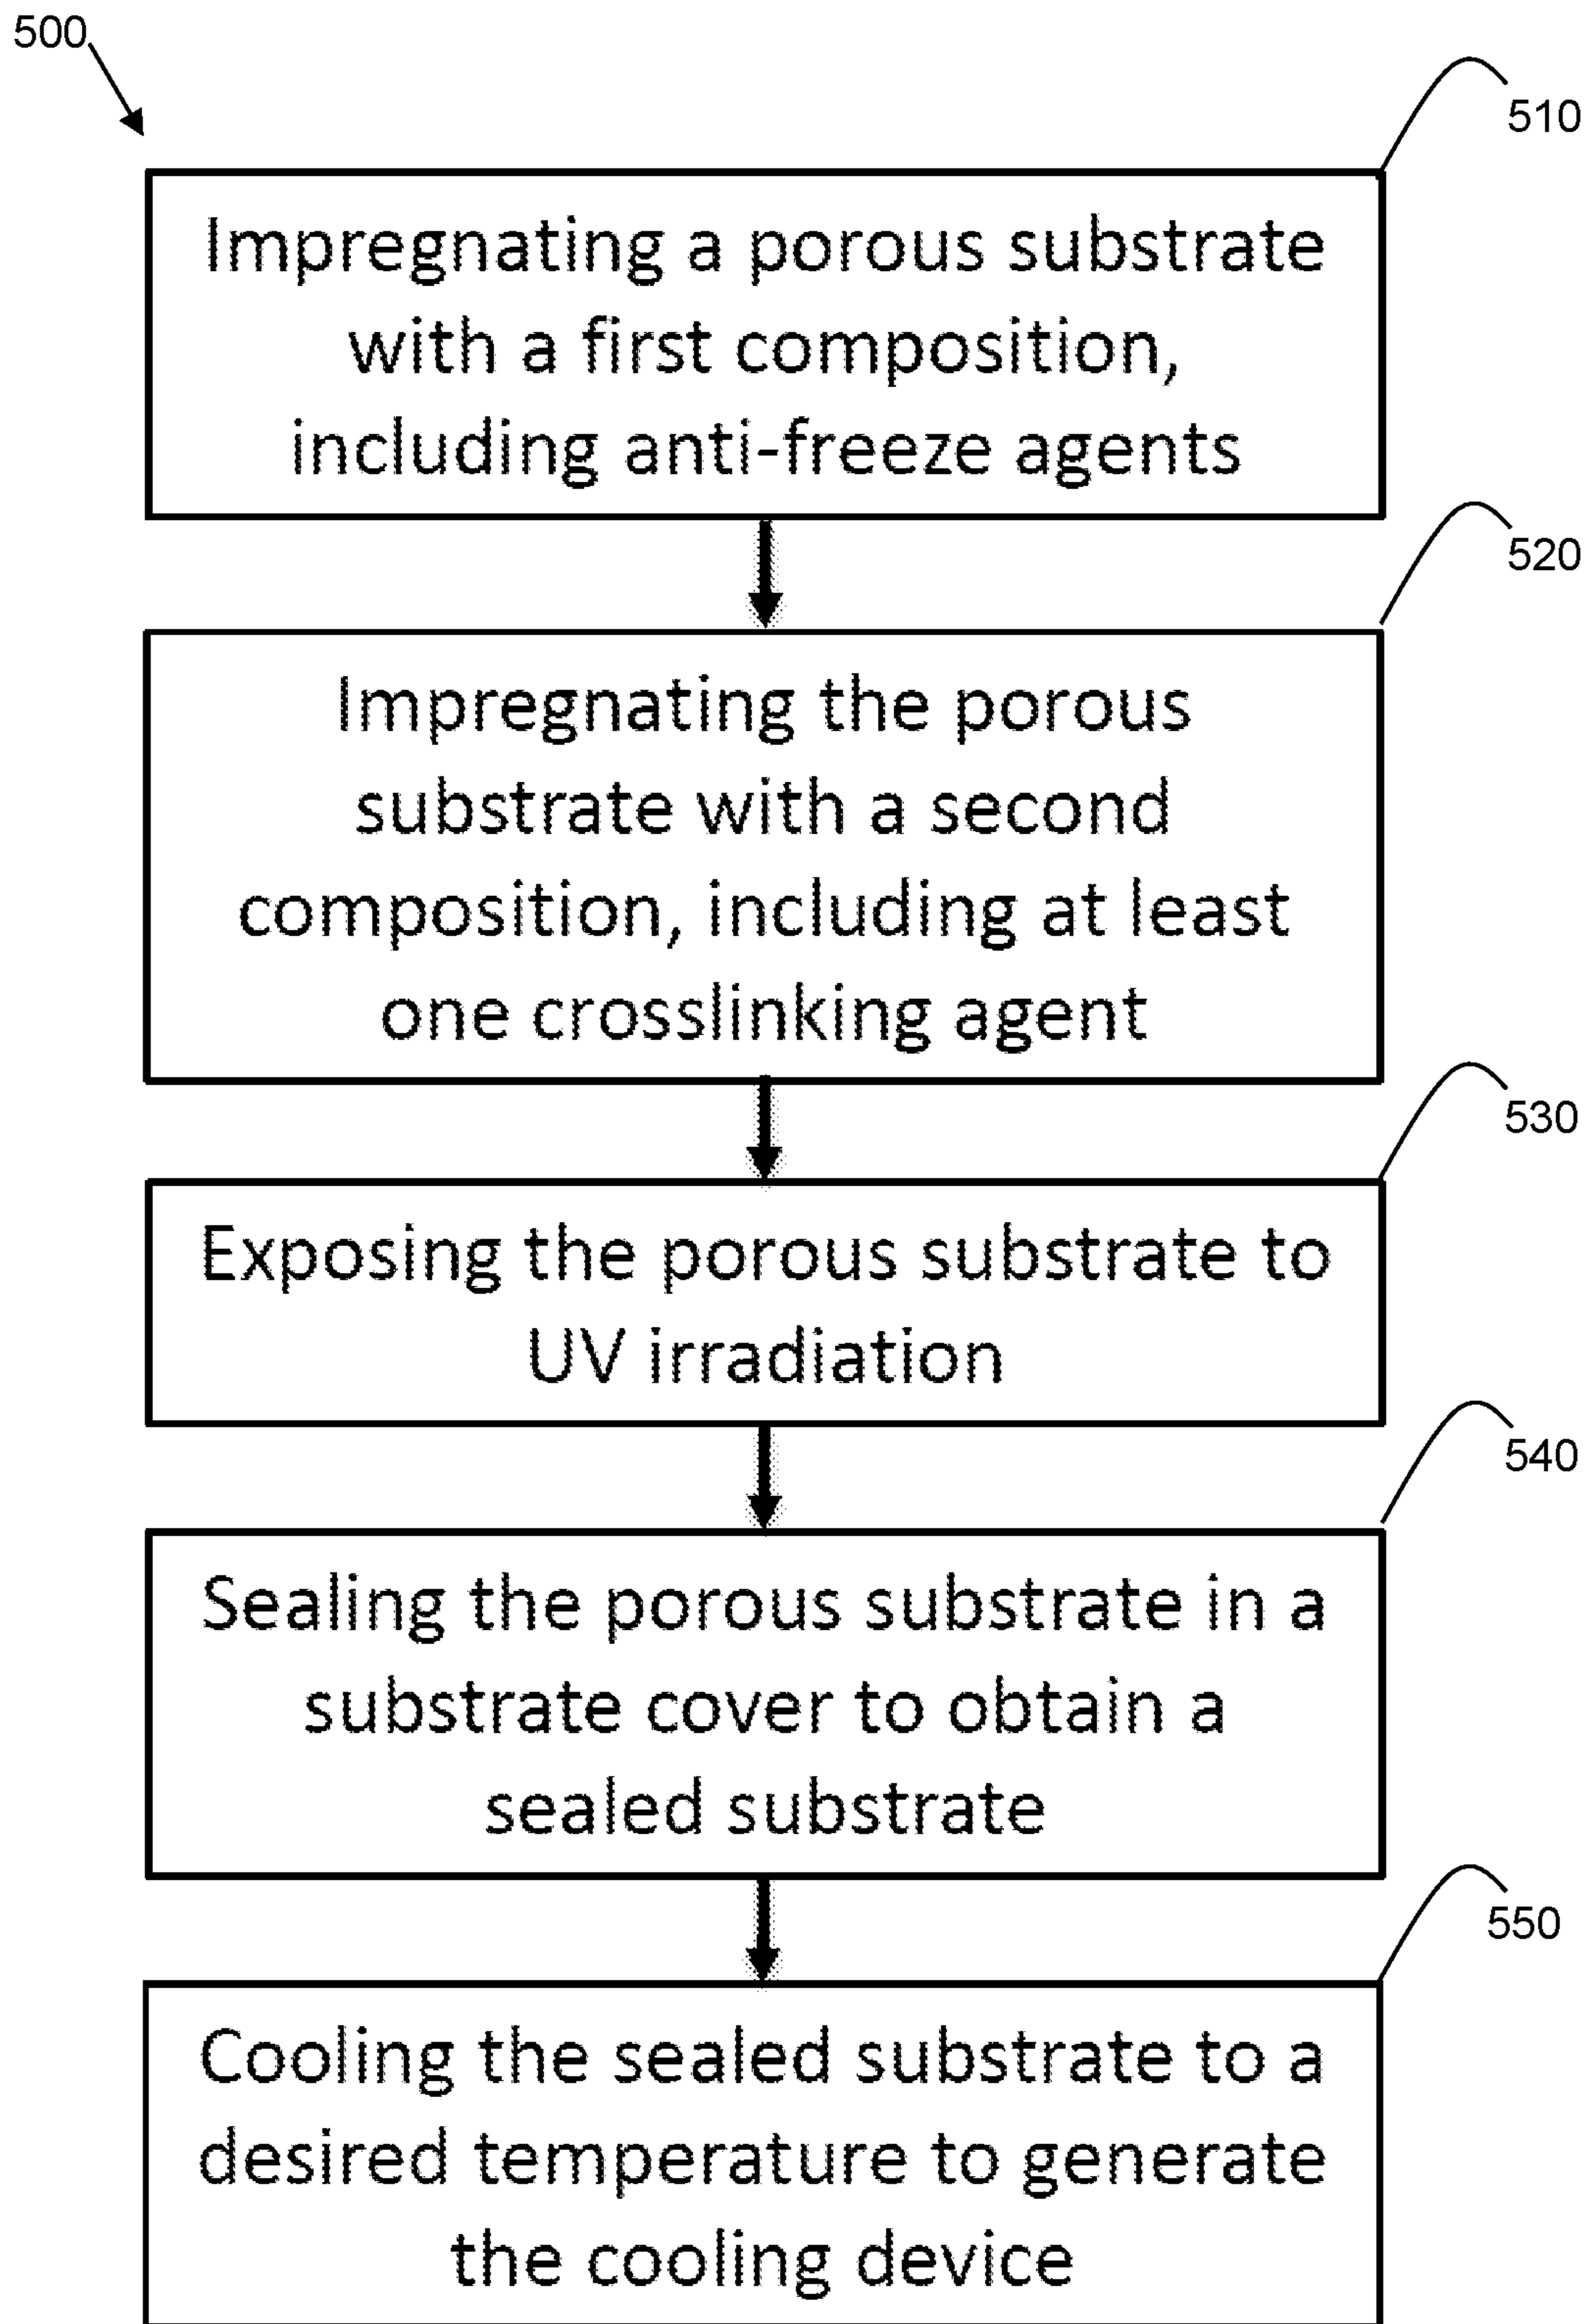 500
510
Impregnating a porous substrate
with a first composition,
including anti-freeze agents
520
Impregnating the porous
substrate with a second
composition, including at least
one crosslinking agent
530
Exposing the porous substrate to
UV irradiation
540
Sealing the porous substrate in a
substrate cover to obtain a
sealed substrate
550
Cooling the sealed substrate to a
desired temperature to generate
the cooling device